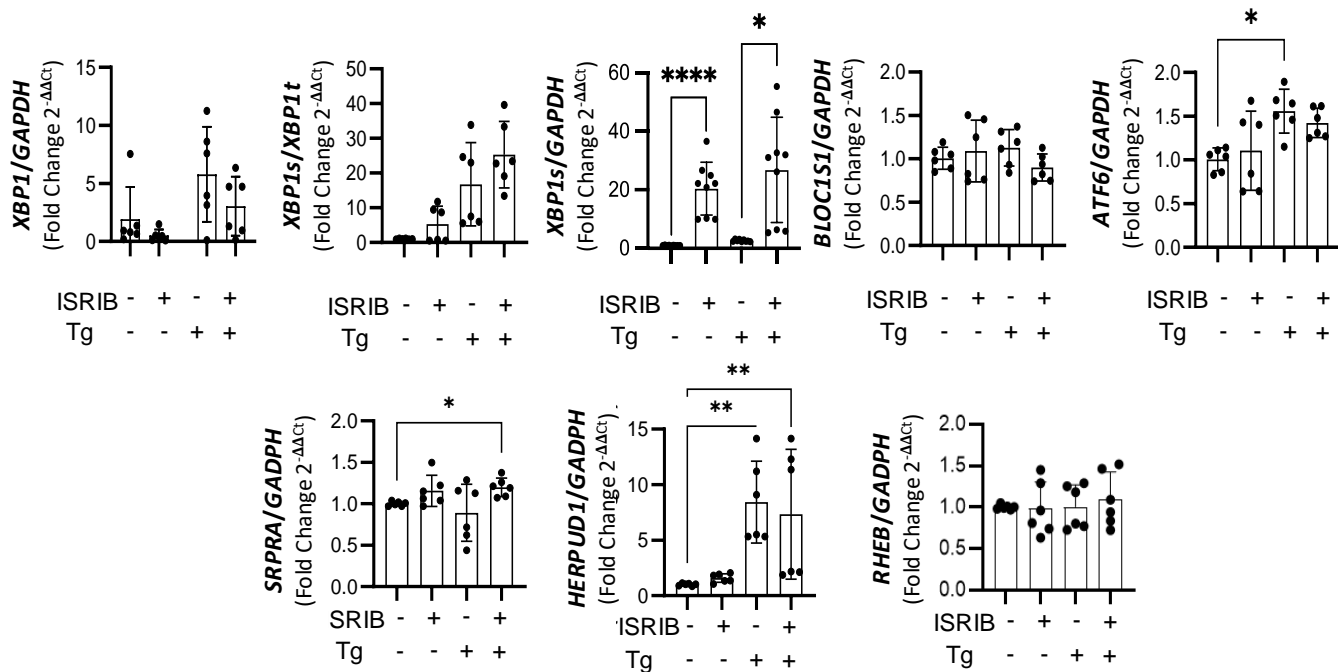 XBP1/GAPDH
(Fold Change 2-ΔΔCt)
15
10
5
0
ISRIB - + - +
Tg - - + +
XBP1s/XBP1t
(Fold Change 2-ΔΔCt)
50
40
30
20
10
0
- + - +
- - + +
XBP1s/GAPDH
(Fold Change 2-ΔΔCt)
60
40
20
0
**** *
ISRIB - + - +
Tg - - + +
BLOC1S1/GAPDH
(Fold Change 2-ΔΔCt)
2.0
1.5
1.0
0.5
0.0
ISRIB - + - +
Tg - - + +
ATF6/GAPDH
(Fold Change 2-ΔΔCt)
2.0
1.5
1.0
0.5
0.0
*
ISRIB - + - +
Tg - - + +
SRPRA/GADPH
(Fold Change 2-ΔΔCt)
2.0
1.5
1.0
0.5
0.0
*
SRIB - + - +
Tg - - + +
HERPUD1/GADPH
(Fold Change 2-ΔΔCt)
15
10
5
0
**
**
ISRIB - + - +
Tg - - + +
RHEB/GADPH
(Fold Change 2-ΔΔCt)
2.0
1.5
1.0
0.5
0.0
ISRIB - + - +
Tg - - + +